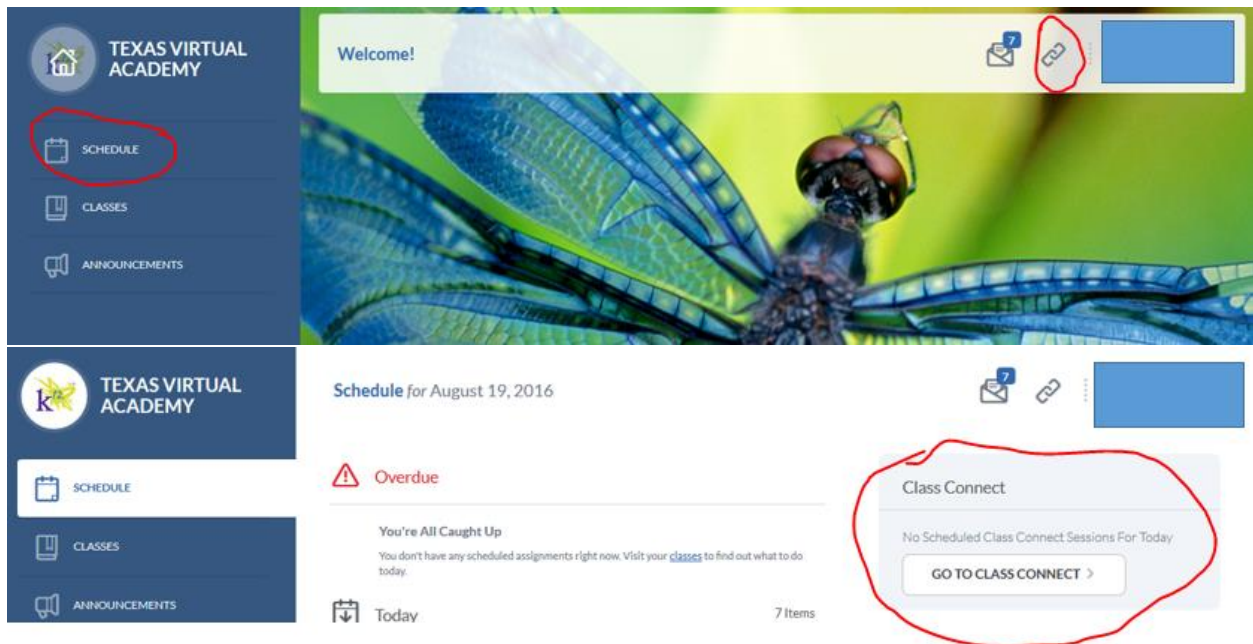 TEXAS VIRTUAL
ACADEMY
Welcome!
7
SCHEDULE
CLASSES
ANNOUNCEMENTS
k12
TEXAS VIRTUAL
ACADEMY
Schedule for August 19, 2016
7
SCHEDULE
CLASSES
ANNOUNCEMENTS
Overdue
You're All Caught Up
You don't have any scheduled assignments right now. Visit your classes to find out what to do
today.
Today
7 Items
Class Connect
No Scheduled Class Connect Sessions For Today
GO TO CLASS CONNECT >